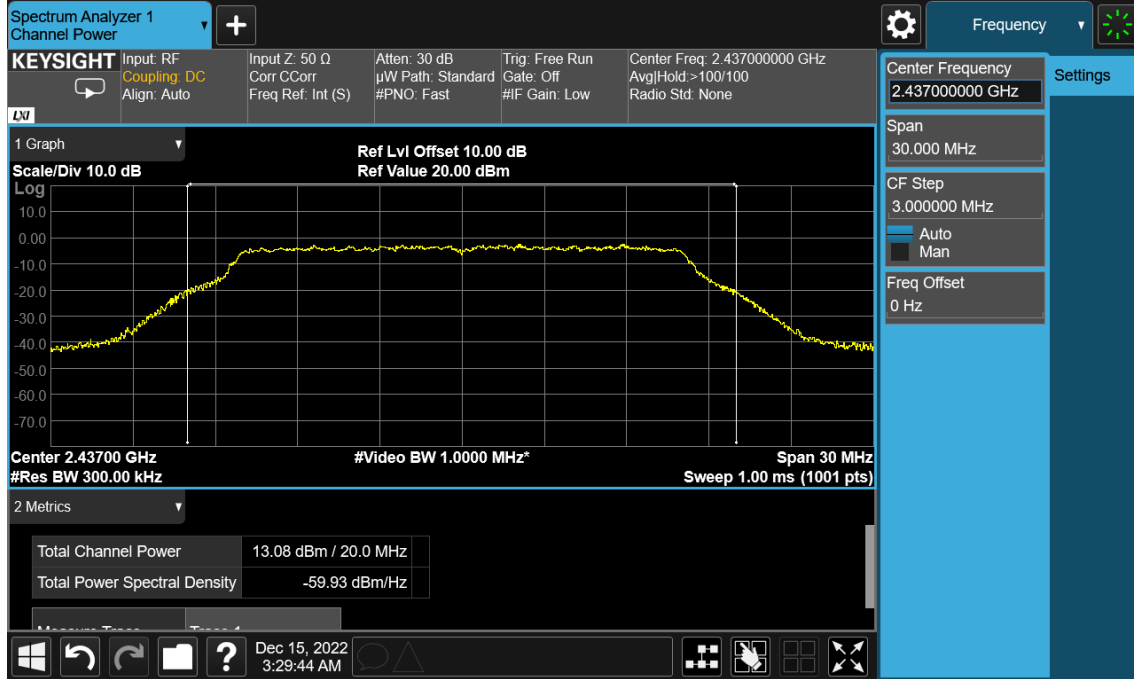 Spectrum Analyzer 1
Channel Power
+
Frequency
KEYSIGHT
LXI
Input: RF
Coupling: DC
Align: Auto
Input Z: 50 Ω
Corr CCorr
Freq Ref: Int (S)
Atten: 30 dB
µW Path: Standard
#PNO: Fast
Trig: Free Run
Gate: Off
#IF Gain: Low
Center Freq: 2.437000000 GHz
Avg|Hold:>100/100
Radio Std: None
Center Frequency
2.437000000 GHz
Settings
Span
30.000 MHz
CF Step
3.000000 MHz
Auto
Man
Freq Offset
0 Hz
1 Graph
Scale/Div 10.0 dB
Ref Lvl Offset 10.00 dB
Ref Value 20.00 dBm
Log
10.0
0.00
-10.0
-20.0
-30.0
-40.0
-50.0
-60.0
-70.0
Center 2.43700 GHz
#Video BW 1.0000 MHz*
Span 30 MHz
#Res BW 300.00 kHz
Sweep 1.00 ms (1001 pts)
2 Metrics
Total Channel Power 13.08 dBm / 20.0 MHz
Total Power Spectral Density -59.93 dBm/Hz
?
Dec 15, 2022
3:29:44 AM